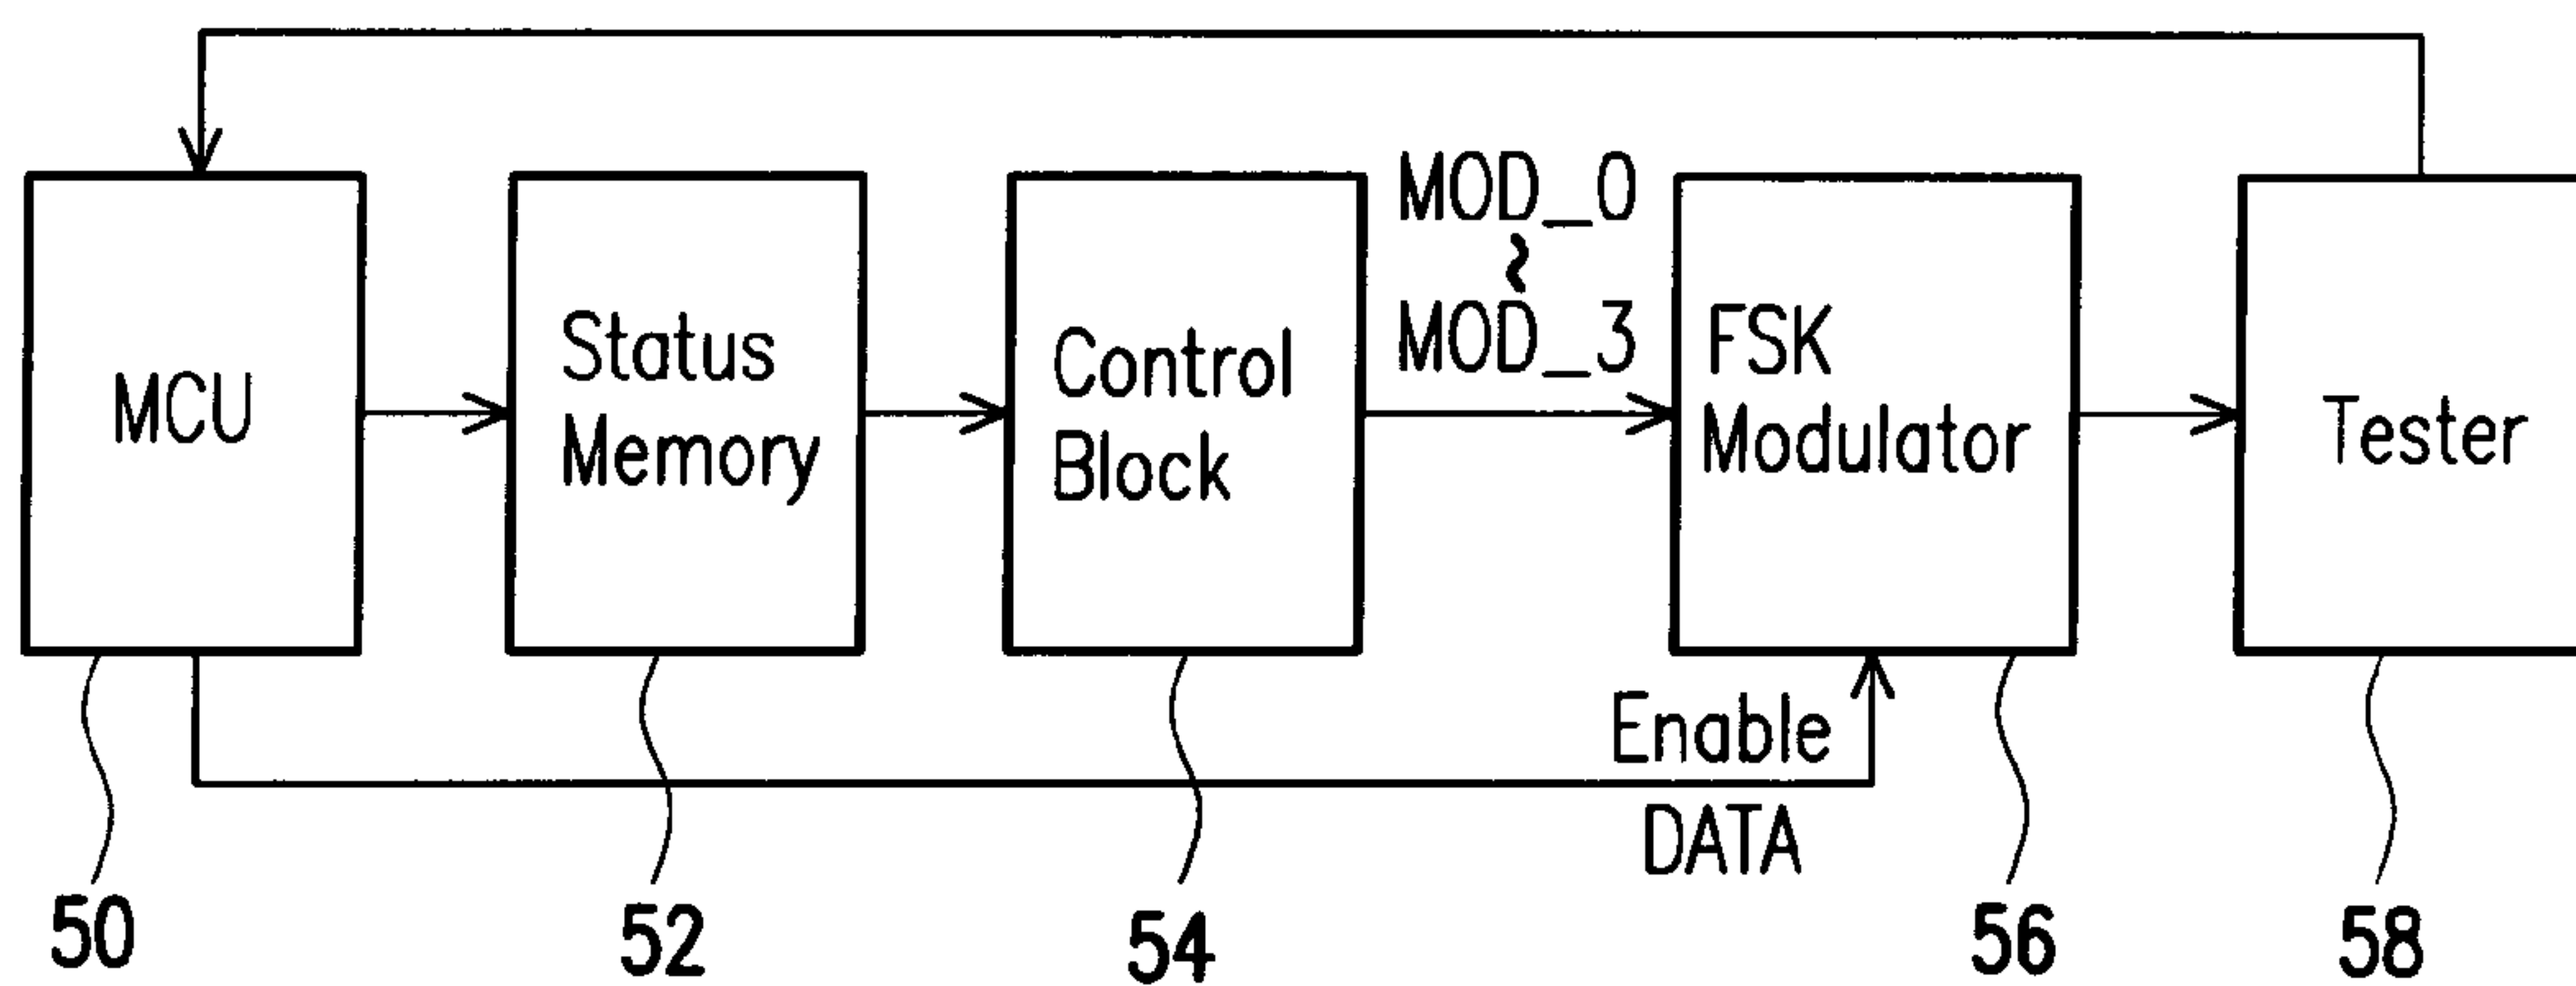 MCU
Status
Memory
Control
Block
MOD_0
~
MOD_3
FSK
Modulator
Tester
Enable
DATA
50
52
54
56
58